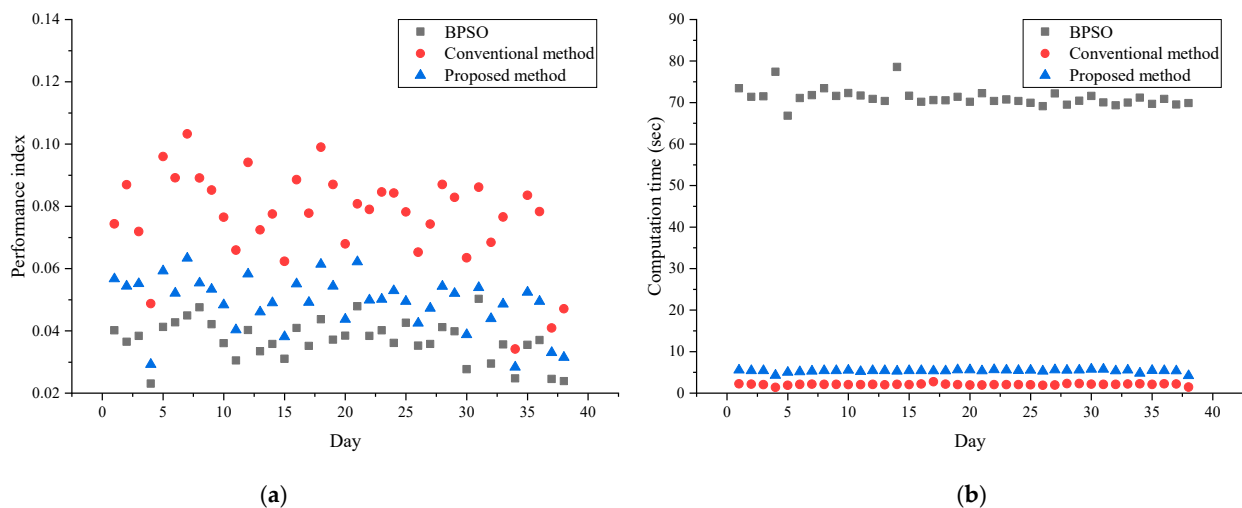 0.14
0.12
0.10
0.08
0.06
0.04
0.02
Performance index
0 5 10 15 20 25 30 35 40
Day
BPSO
Conventional method
Proposed method
(a)
90
80
70
60
50
40
30
20
10
0
Computation time (sec)
0 5 10 15 20 25 30 35 40
Day
BPSO
Conventional method
Proposed method
(b)